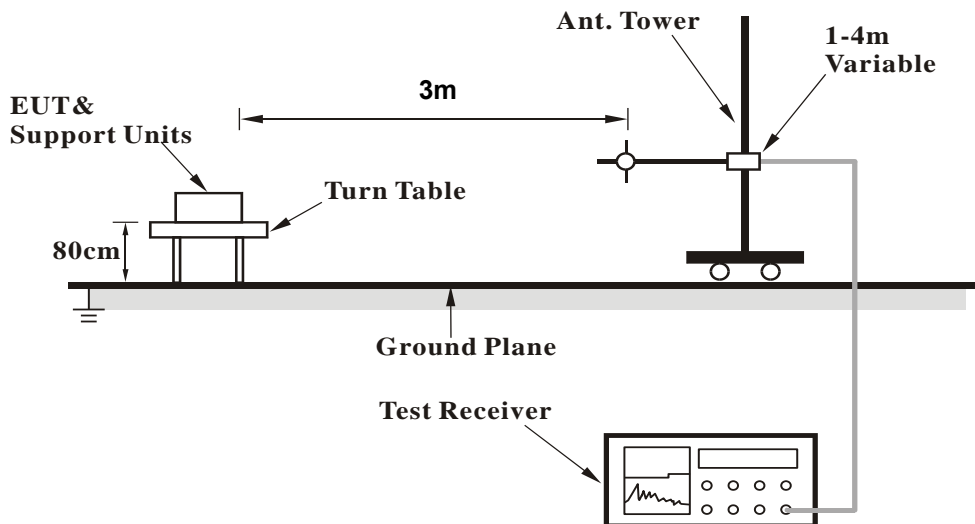 Ant. Tower
1-4m
Variable
3m
EUT&
Support Units
Turn Table
80cm
Ground Plane
Test Receiver